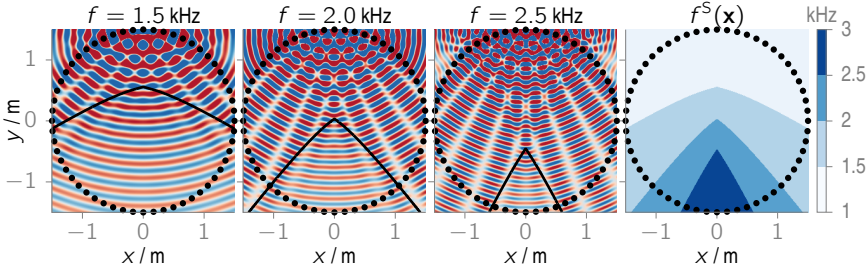 f = 1.5 kHz f = 2.0 kHz f = 2.5 kHz fˢ(x) kHz
1 3
2.5
y / m 0 2
1.5
−1 1
−1 0 1 −1 0 1 −1 0 1 −1 0 1
x / m x / m x / m x / m